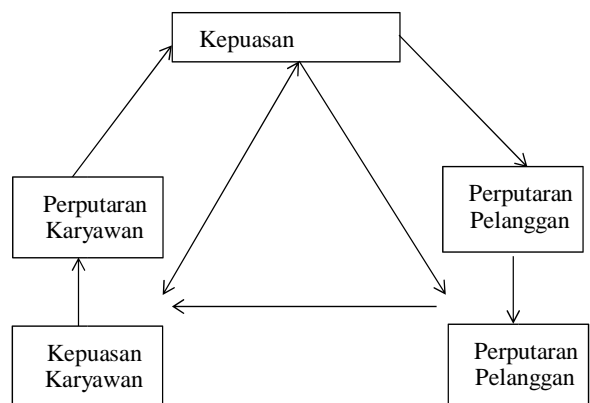 Kepuasan
Perputaran
Karyawan
Perputaran
Pelanggan
Kepuasan
Karyawan
Perputaran
Pelanggan